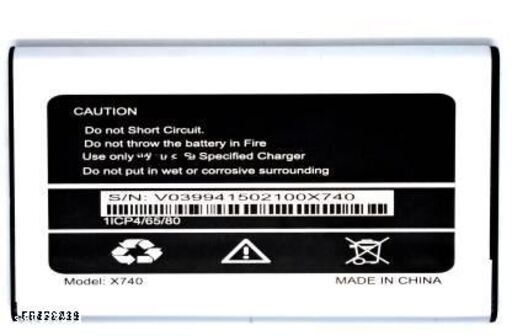 CAUTION
Do not Short Circuit.
Do not throw the battery in Fire
Use only Specified Charger
Do not put in wet or corrosive surrounding
S/N: V0399941502100X740
1ICP4/65/80
Model: X740
MADE IN CHINA